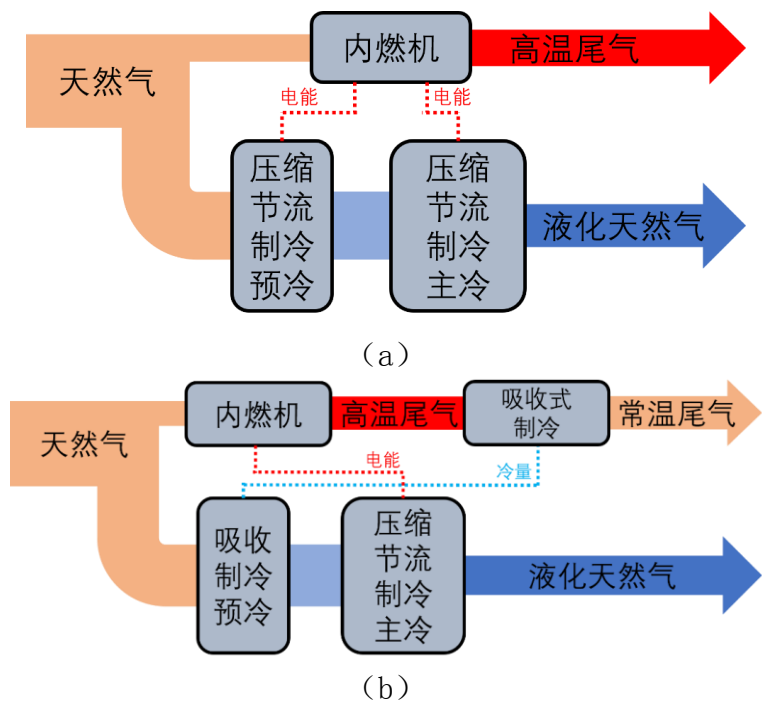 内燃机
高温尾气
天然气
电能
电能
压缩
节流
制冷
预冷
压缩
节流
制冷
主冷
液化天然气
(a)
内燃机
高温尾气
吸收式
制冷
常温尾气
天然气
电能
冷量
吸收
制冷
预冷
压缩
节流
制冷
主冷
液化天然气
(b)